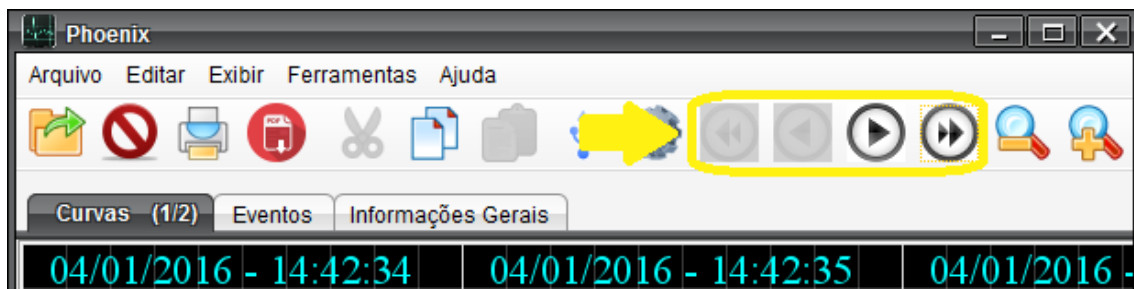 Phoenix
Arquivo Editar Exibir Ferramentas Ajuda
PDF
Curvas (1/2) Eventos Informações Gerais
04/01/2016 - 14:42:34 04/01/2016 - 14:42:35 04/01/2016 -